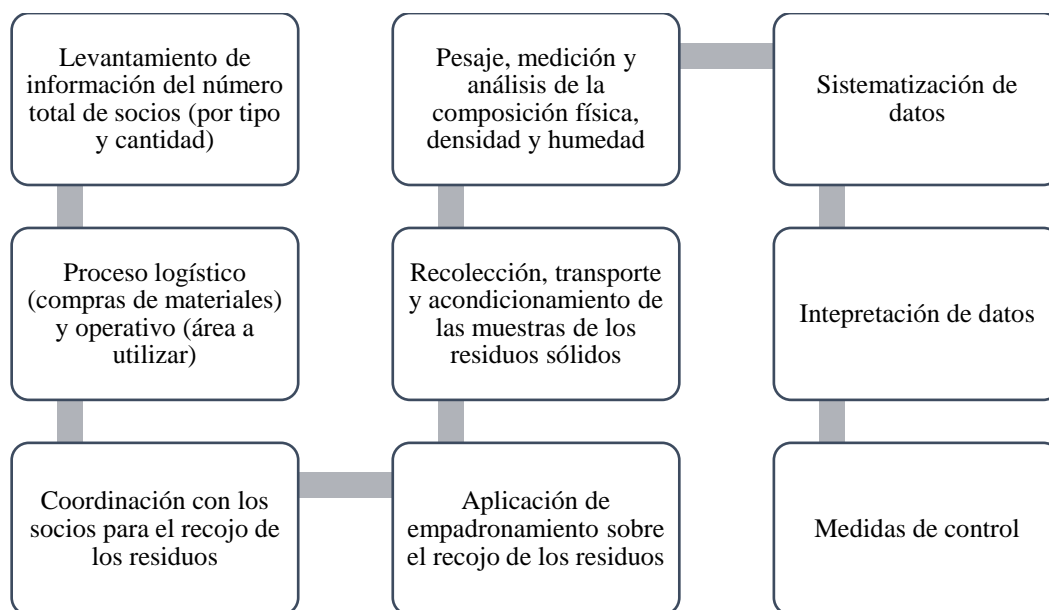 Levantamiento de
información del número
total de socios (por tipo
y cantidad)
Proceso logístico
(compras de materiales)
y operativo (área a
utilizar)
Coordinación con los
socios para el recojo de
los residuos
Aplicación de
empadronamiento sobre
el recojo de los residuos
Recolección, transporte
y acondicionamiento de
las muestras de los
residuos sólidos
Pesaje, medición y
análisis de la
composición física,
densidad y humedad
Sistematización de
datos
Intepretación de datos
Medidas de control